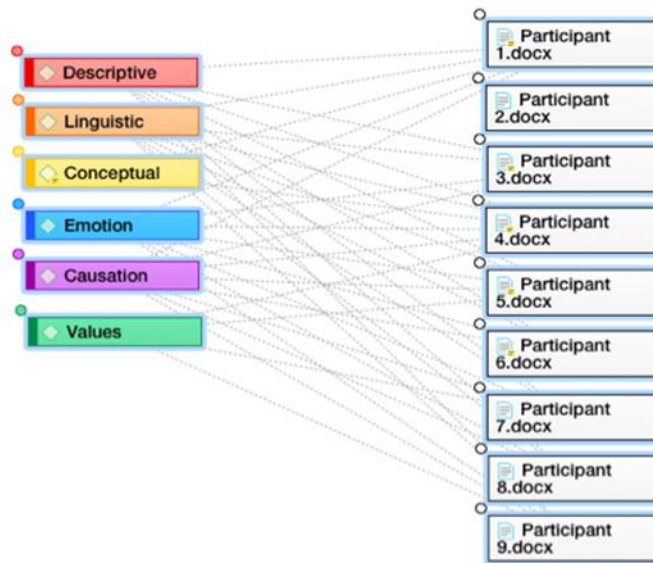 Descriptive
Linguistic
Conceptual
Emotion
Causation
Values
Participant
1.docx
Participant
2.docx
Participant
3.docx
Participant
4.docx
Participant
5.docx
Participant
6.docx
Participant
7.docx
Participant
8.docx
Participant
9.docx